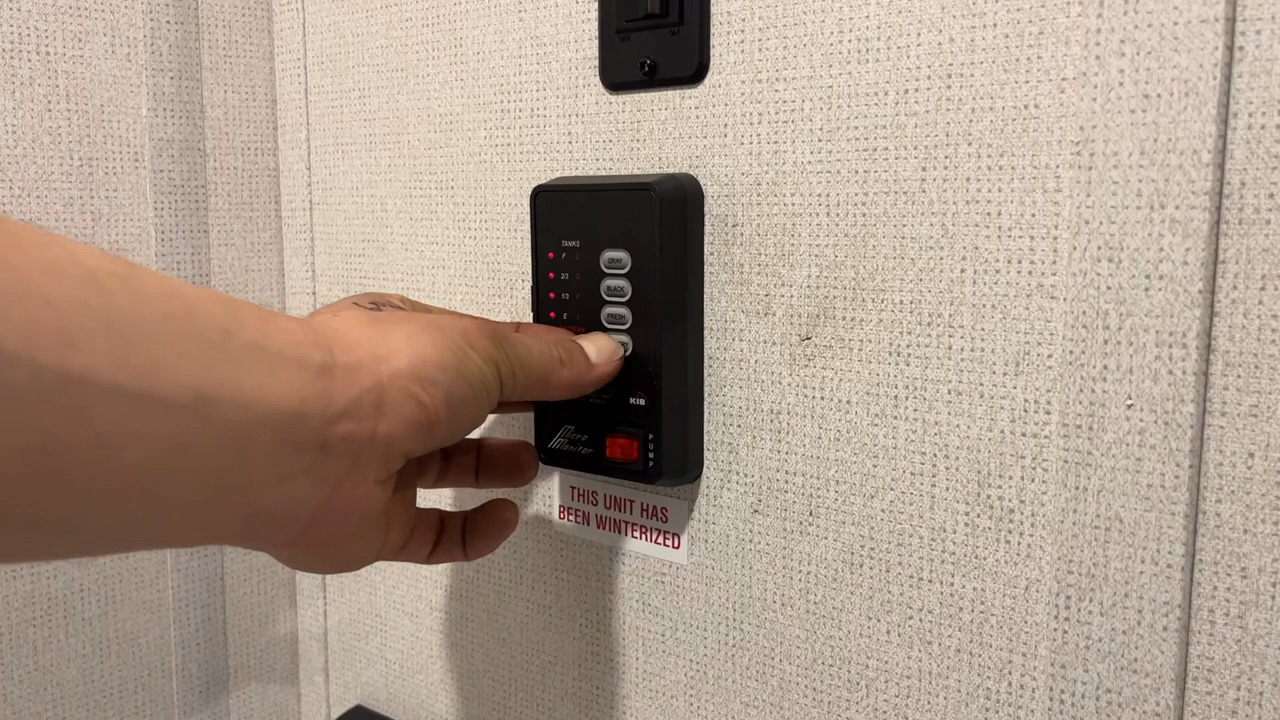 TANKS
F
2/3
1/3
E
GRAY
BLACK
FRESH
KIB
Micro
Monitor
PUMP
THIS UNIT HAS
BEEN WINTERIZED